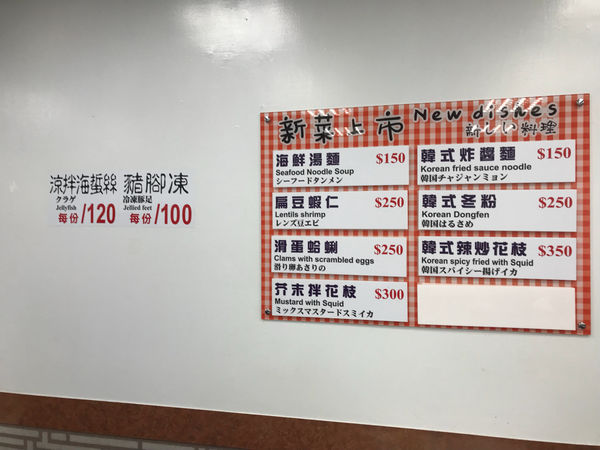 涼拌海蜇絲
クラゲ
Jellyfish
每份/120
豬腳凍
冷凍豚足
Jellied feet
每份/100
新菜上市 New dishes
新しい料理
海鮮湯麵 $150
Seafood Noodle Soup
シーフードタンメン
扁豆蝦仁 $250
Lentils shrimp
レンズ豆エビ
滑蛋蛤蜊 $250
Clams with scrambled eggs
滑り卵あさりの
芥末拌花枝 $300
Mustard with Squid
ミックスマスタードスミイカ
韓式炸醬麵 $150
Korean fried sauce noodle
韓国チャジャンミョン
韓式冬粉 $250
Korean Dongfen
韓国はるさめ
韓式辣炒花枝 $350
Korean spicy fried with Squid
韓国スパイシー揚げイカ